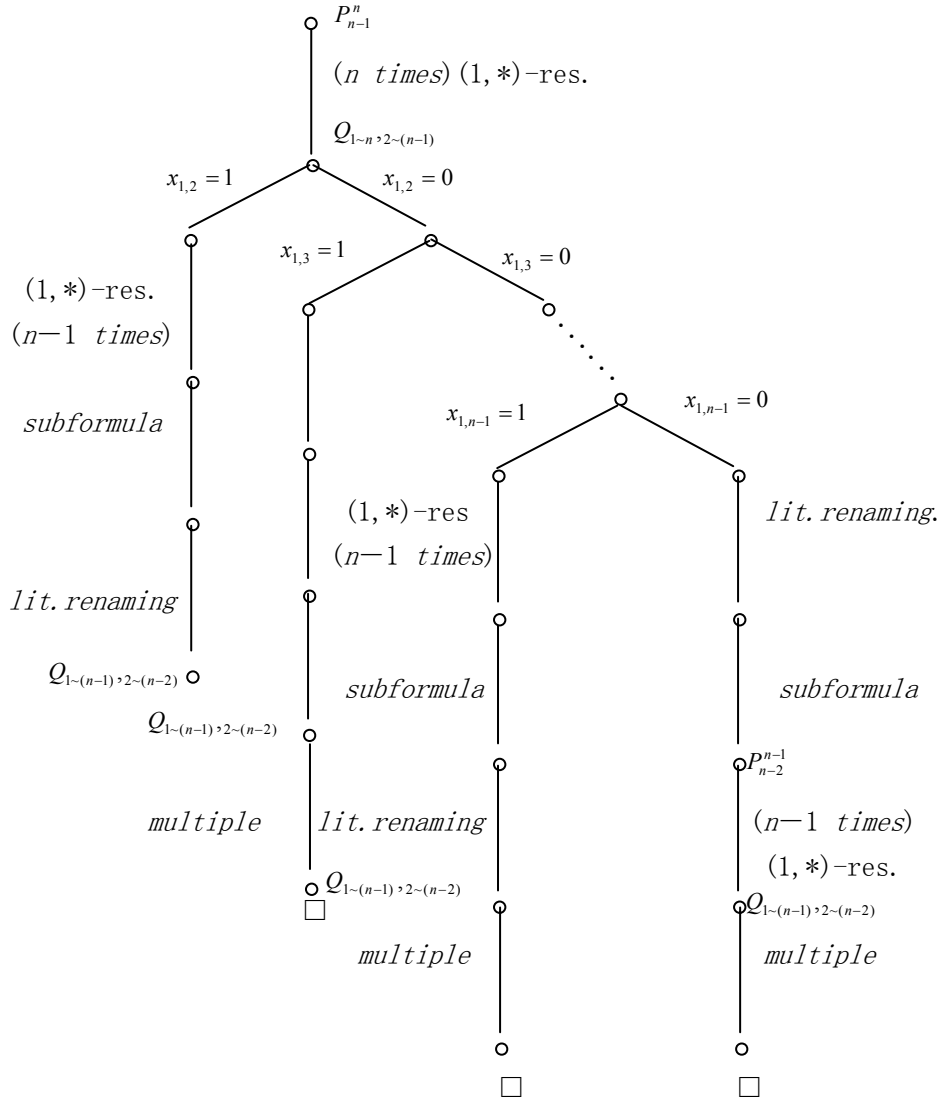 P^n_{n-1}
(n times)(1,*)-res.
Q_{1~n,2~(n-1)}
x_{1,2}=1
x_{1,2}=0
x_{1,3}=1
x_{1,3}=0
(1,*)-res.
(n-1 times)
subformula
lit.renaming
Q_{1~(n-1),2~(n-2)}
Q_{1~(n-1),2~(n-2)}
multiple
Q_{1~(n-1),2~(n-2)}
□
x_{1,n-1}=1
x_{1,n-1}=0
(1,*)-res
(n-1 times)
subformula
lit.renaming
multiple
□
lit.renaming.
subformula
P^{n-1}_{n-2}
(n-1 times)
(1,*)-res.
Q_{1~(n-1),2~(n-2)}
multiple
□